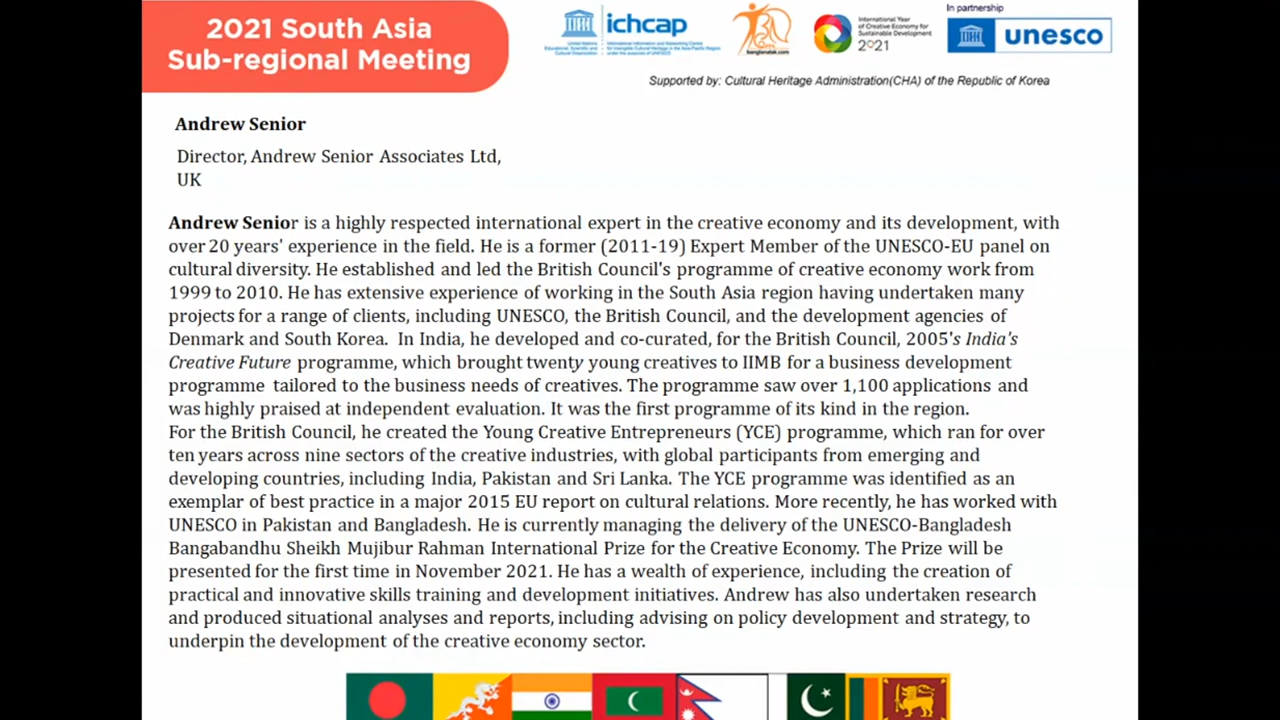 2021 South Asia
Sub-regional Meeting
ichcap
In partnership
International Year
of Creative Economy for
Sustainable Development
2021
banglanatak.com
unesco
Supported by: Cultural Heritage Administration(CHA) of the Republic of Korea
Andrew Senior
Director, Andrew Senior Associates Ltd,
UK
Andrew Senior is a highly respected international expert in the creative economy and its development, with
over 20 years' experience in the field. He is a former (2011-19) Expert Member of the UNESCO-EU panel on
cultural diversity. He established and led the British Council's programme of creative economy work from
1999 to 2010. He has extensive experience of working in the South Asia region having undertaken many
projects for a range of clients, including UNESCO, the British Council, and the development agencies of
Denmark and South Korea. In India, he developed and co-curated, for the British Council, 2005's India's
Creative Future programme, which brought twenty young creatives to IIMB for a business development
programme tailored to the business needs of creatives. The programme saw over 1,100 applications and
was highly praised at independent evaluation. It was the first programme of its kind in the region.
For the British Council, he created the Young Creative Entrepreneurs (YCE) programme, which ran for over
ten years across nine sectors of the creative industries, with global participants from emerging and
developing countries, including India, Pakistan and Sri Lanka. The YCE programme was identified as an
exemplar of best practice in a major 2015 EU report on cultural relations. More recently, he has worked with
UNESCO in Pakistan and Bangladesh. He is currently managing the delivery of the UNESCO-Bangladesh
Bangabandhu Sheikh Mujibur Rahman International Prize for the Creative Economy. The Prize will be
presented for the first time in November 2021. He has a wealth of experience, including the creation of
practical and innovative skills training and development initiatives. Andrew has also undertaken research
and produced situational analyses and reports, including advising on policy development and strategy, to
underpin the development of the creative economy sector.